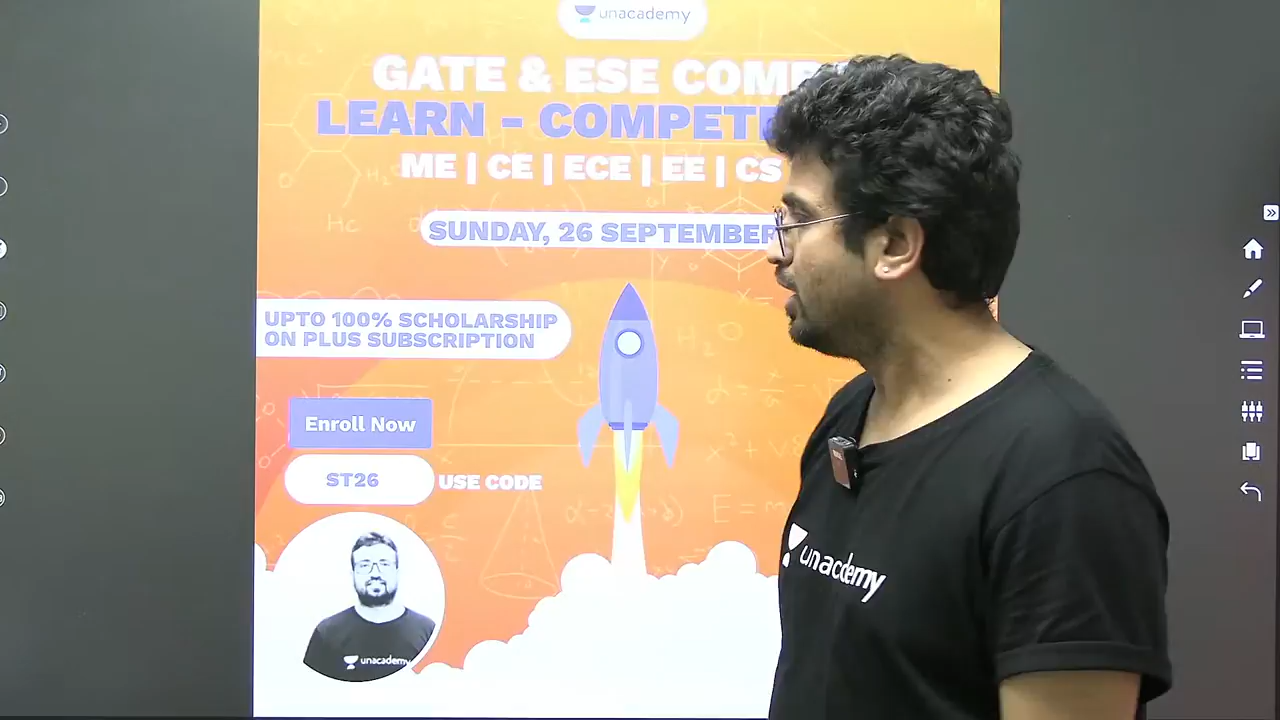 unacademy
GATE & ESE COMB
LEARN - COMPETE
ME | CE | ECE | EE | CS
SUNDAY, 26 SEPTEMBER
UPTO 100% SCHOLARSHIP
ON PLUS SUBSCRIPTION
Enroll Now
ST26 USE CODE
unacademy
unacademy